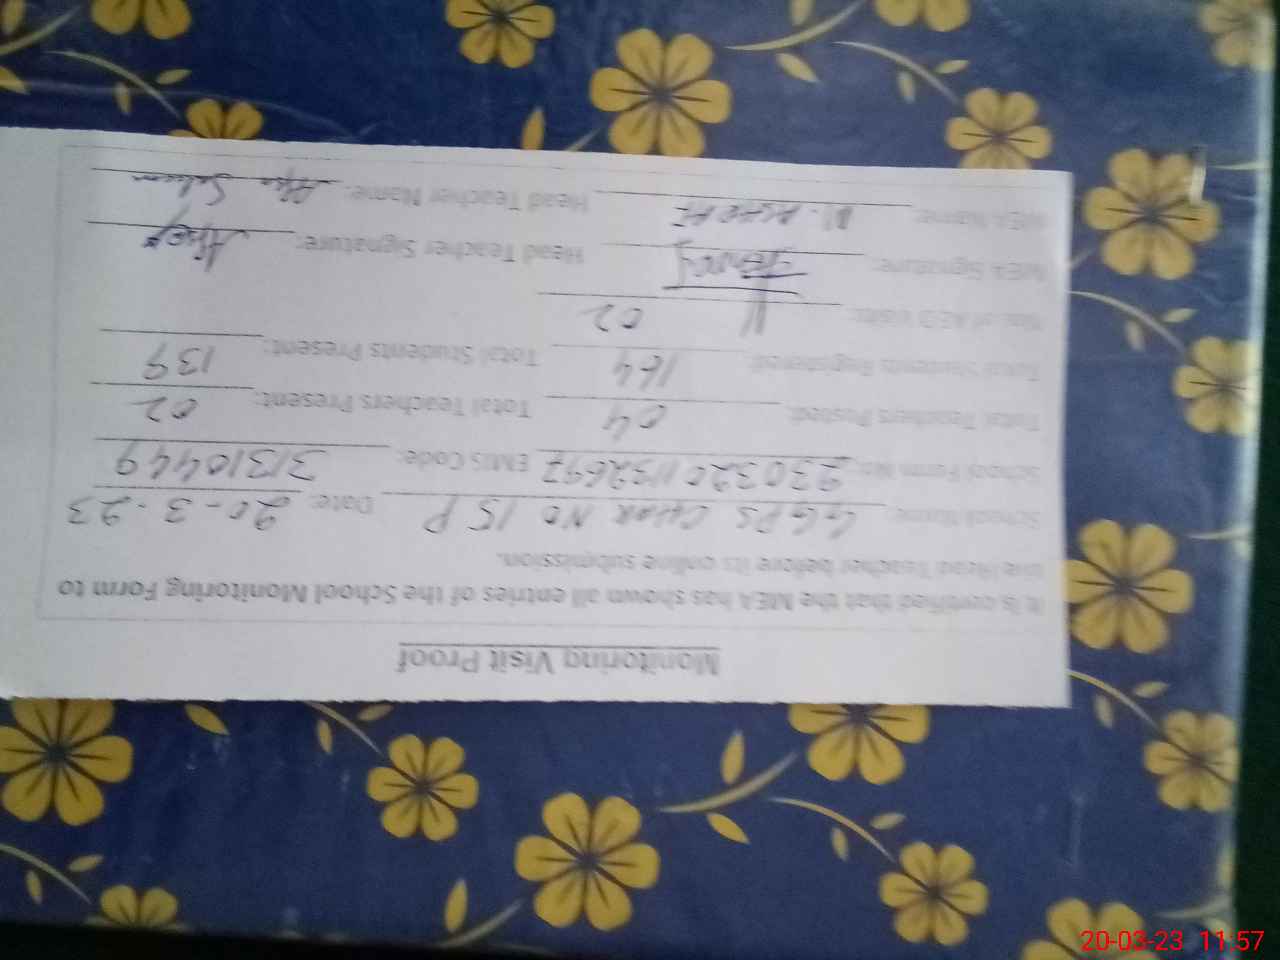 Monitoring Visit Proof
It is certified that the MEA has shown all entries of the School Monitoring Form to
the Head Teacher before its online submission.
School Name: GGPS CHAK NO 15 P Date: 20-3-23
School Form No: 2303201132697 EMIS Code: 31310449
Total Teachers Posted: 04 Total Teachers Present: 02
Total Students Registered: 164 Total Students Present: 139
No. of AEO Visit: 02
MEA Signature: Head Teacher Signature:
MEA Name: M. Head Teacher Name:
20-03-23 11:57